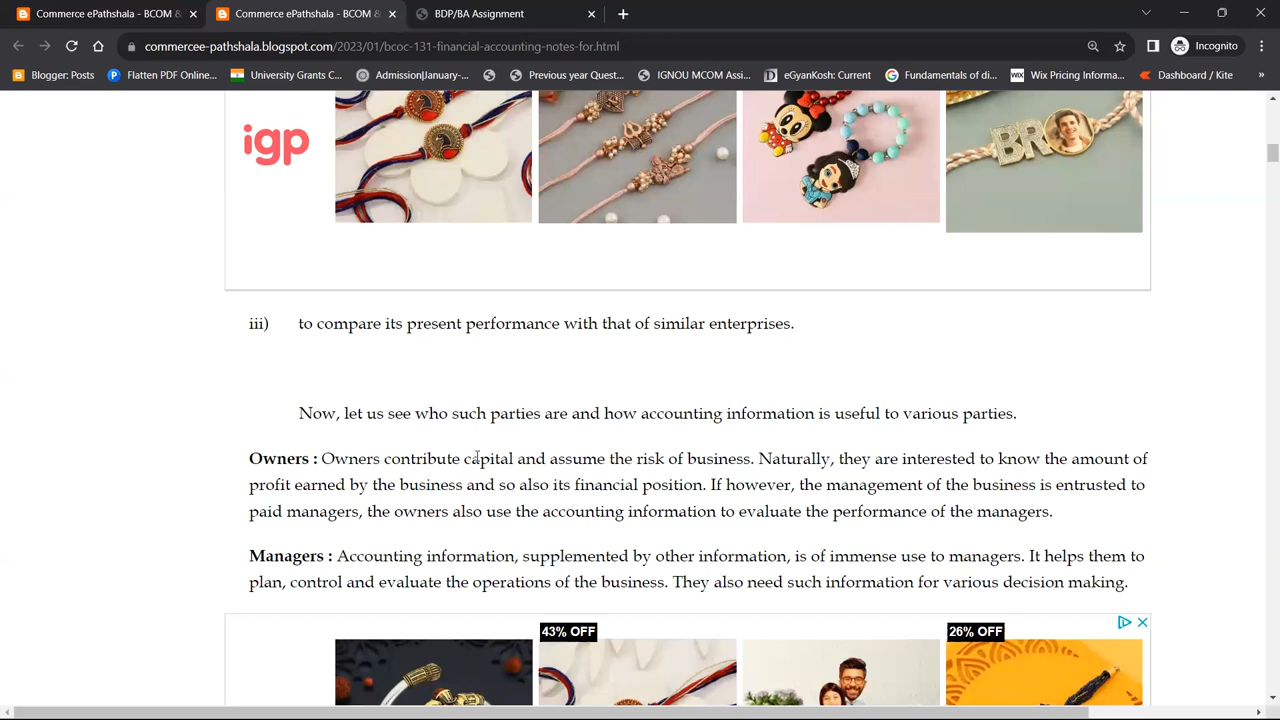 Commerce ePathshala - BCOM &
Commerce ePathshala - BCOM &
BDP/BA Assignment
commercee-pathshala.blogspot.com/2023/01/bcoc-131-financial-accounting-notes-for.html
Incognito
Blogger: Posts
Flatten PDF Online...
University Grants C...
Admission|January-...
Previous year Quest...
IGNOU MCOM Assi...
eGyanKosh: Current
Fundamentals of di...
WIX
Wix Pricing Informa...
Dashboard / Kite
igp
BR
iii) to compare its present performance with that of similar enterprises.
Now, let us see who such parties are and how accounting information is useful to various parties.
Owners : Owners contribute capital and assume the risk of business. Naturally, they are interested to know the amount of
profit earned by the business and so also its financial position. If however, the management of the business is entrusted to
paid managers, the owners also use the accounting information to evaluate the performance of the managers.
Managers : Accounting information, supplemented by other information, is of immense use to managers. It helps them to
plan, control and evaluate the operations of the business. They also need such information for various decision making.
43% OFF
26% OFF